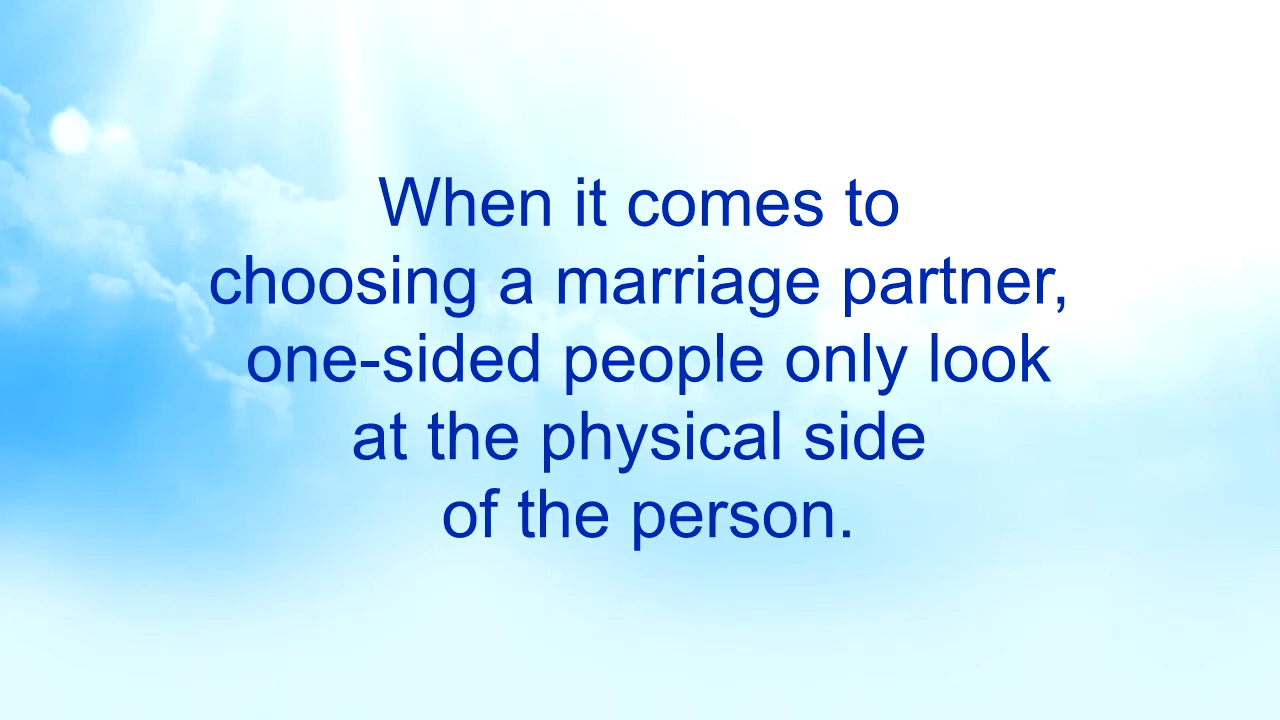 When it comes to
choosing a marriage partner,
one-sided people only look
at the physical side
of the person.